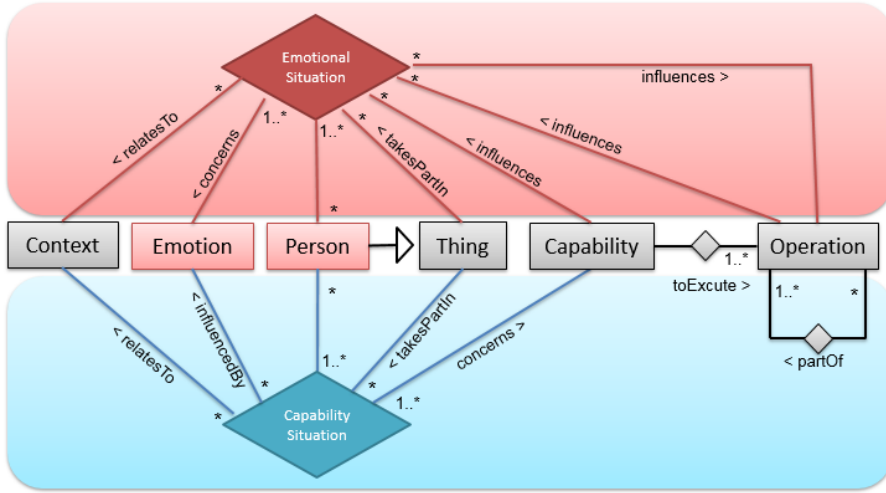 Emotional
Situation
*
*
*
*
*
influences >
1..*
1..*
*
< relatesTo
< concerns
< takesPartIn
< influences
< influences
*
Context
Emotion
Person
Thing
Capability
Operation
1..*
toExcute >
1..*
*
< partOf
*
< relatesTo
< influencedBy
< takesPartIn
concerns >
1..*
*
*
*
1..*
Capability
Situation